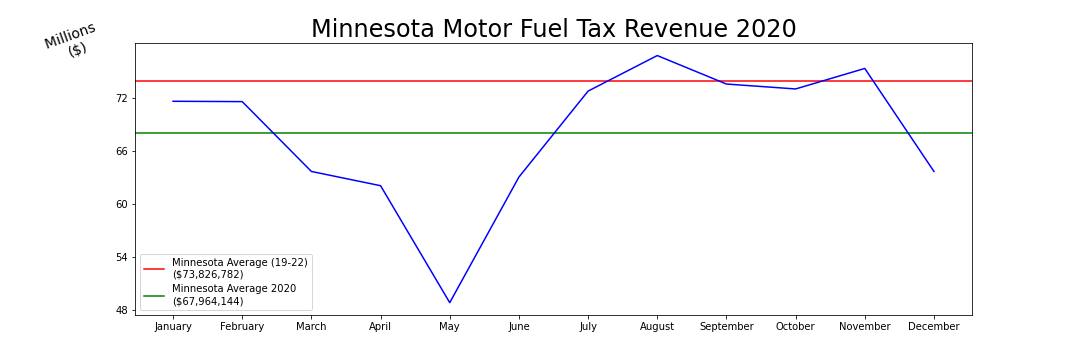 Minnesota Motor Fuel Tax Revenue 2020
Millions
($)
72
66
60
54
48
Minnesota Average (19-22)
($73,826,782)
Minnesota Average 2020
($67,964,144)
January February March April May June July August September October November December